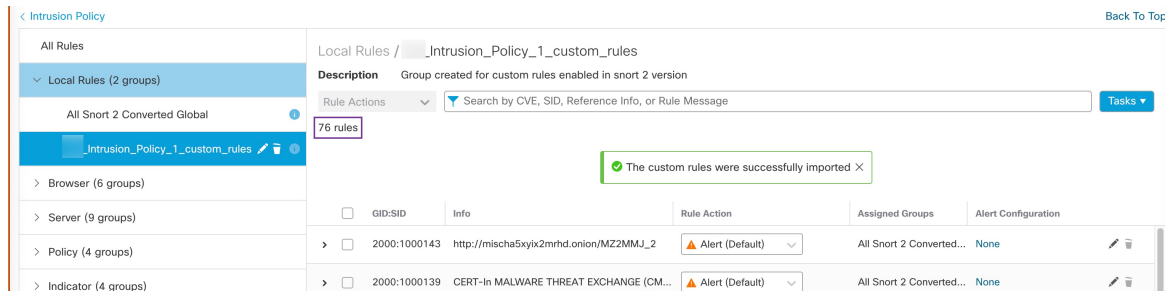 < Intrusion Policy
Back To Top
All Rules
Local Rules (2 groups)
All Snort 2 Converted Global
_Intrusion_Policy_1_custom_rules
Browser (6 groups)
Server (9 groups)
Policy (4 groups)
Indicator (4 groups)
Local Rules / _Intrusion_Policy_1_custom_rules
Description Group created for custom rules enabled in snort 2 version
Rule Actions
Search by CVE, SID, Reference Info, or Rule Message
Tasks
76 rules
The custom rules were successfully imported
GID:SID Info Rule Action Assigned Groups Alert Configuration
2000:1000143 http://mischa5xyix2mrhd.onion/MZ2MMJ_2 Alert (Default) All Snort 2 Converted... None
2000:1000139 CERT-In MALWARE THREAT EXCHANGE (CM... Alert (Default) All Snort 2 Converted... None